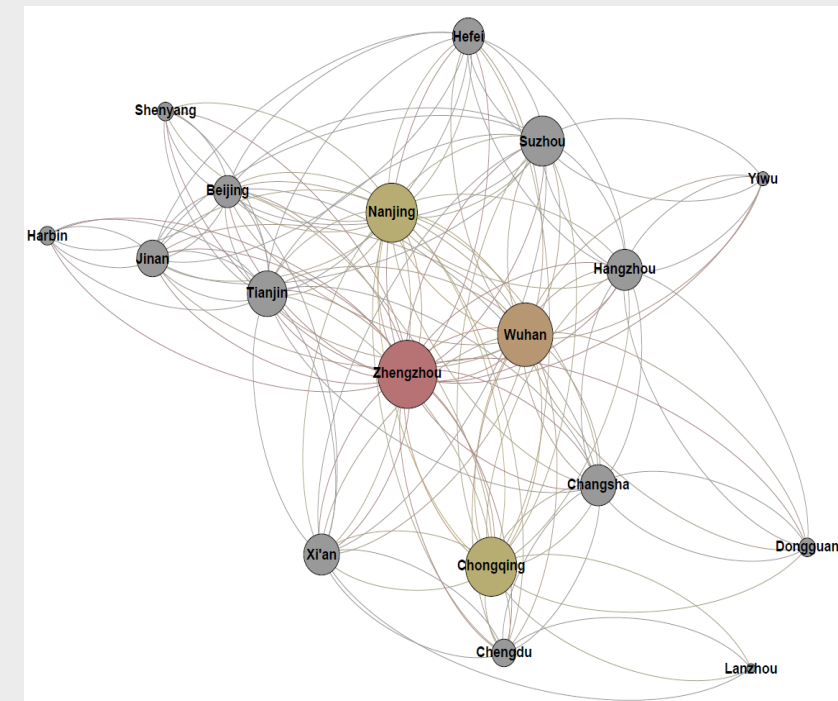 Hefei
Shenyang
Suzhou
Yiwu
Beijing
Nanjing
Harbin
Jinan
Hangzhou
Tianjin
Wuhan
Zhengzhou
Changsha
Dongguan
Xi'an
Chongqing
Chengdu
Lanzhou